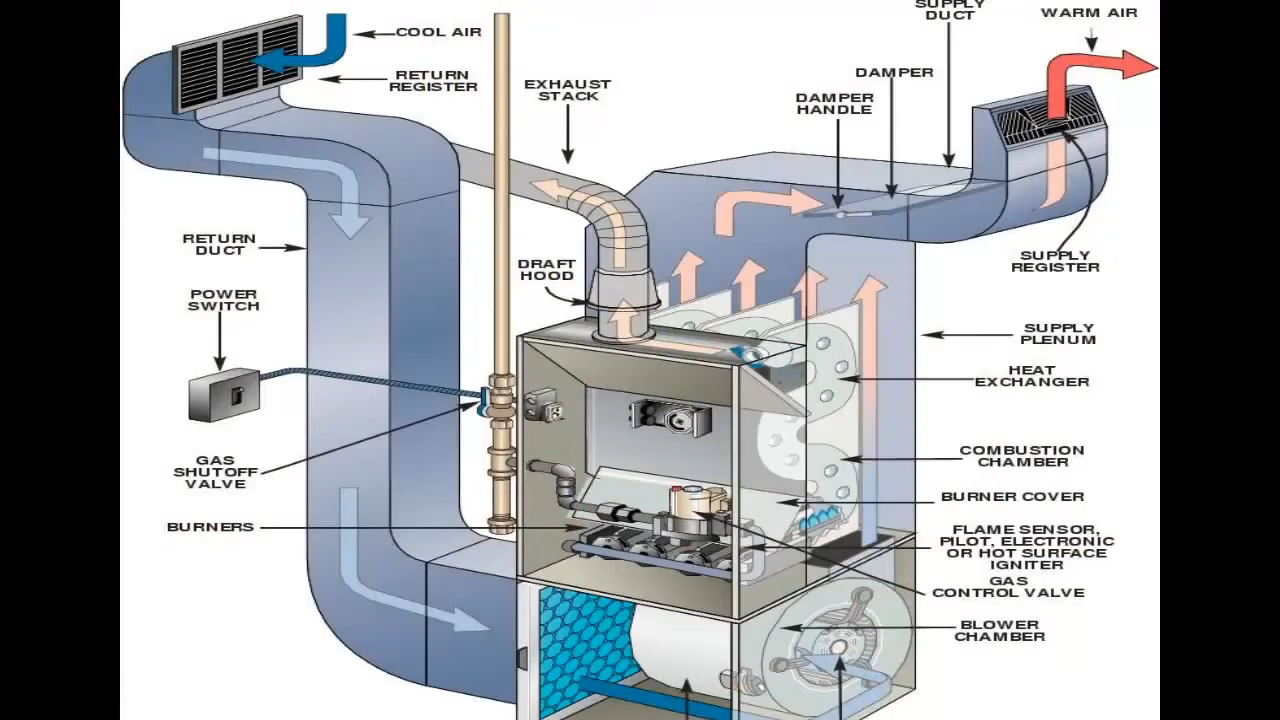 SUPPLY
DUCT
WARM AIR
COOL AIR
RETURN
REGISTER
EXHAUST
STACK
DAMPER
DAMPER
HANDLE
RETURN
DUCT
DRAFT
HOOD
SUPPLY
REGISTER
POWER
SWITCH
SUPPLY
PLENUM
HEAT
EXCHANGER
GAS
SHUTOFF
VALVE
COMBUSTION
CHAMBER
BURNER COVER
BURNERS
FLAME SENSOR,
PILOT, ELECTRONIC
OR HOT SURFACE
IGNITER
GAS
CONTROL VALVE
BLOWER
CHAMBER